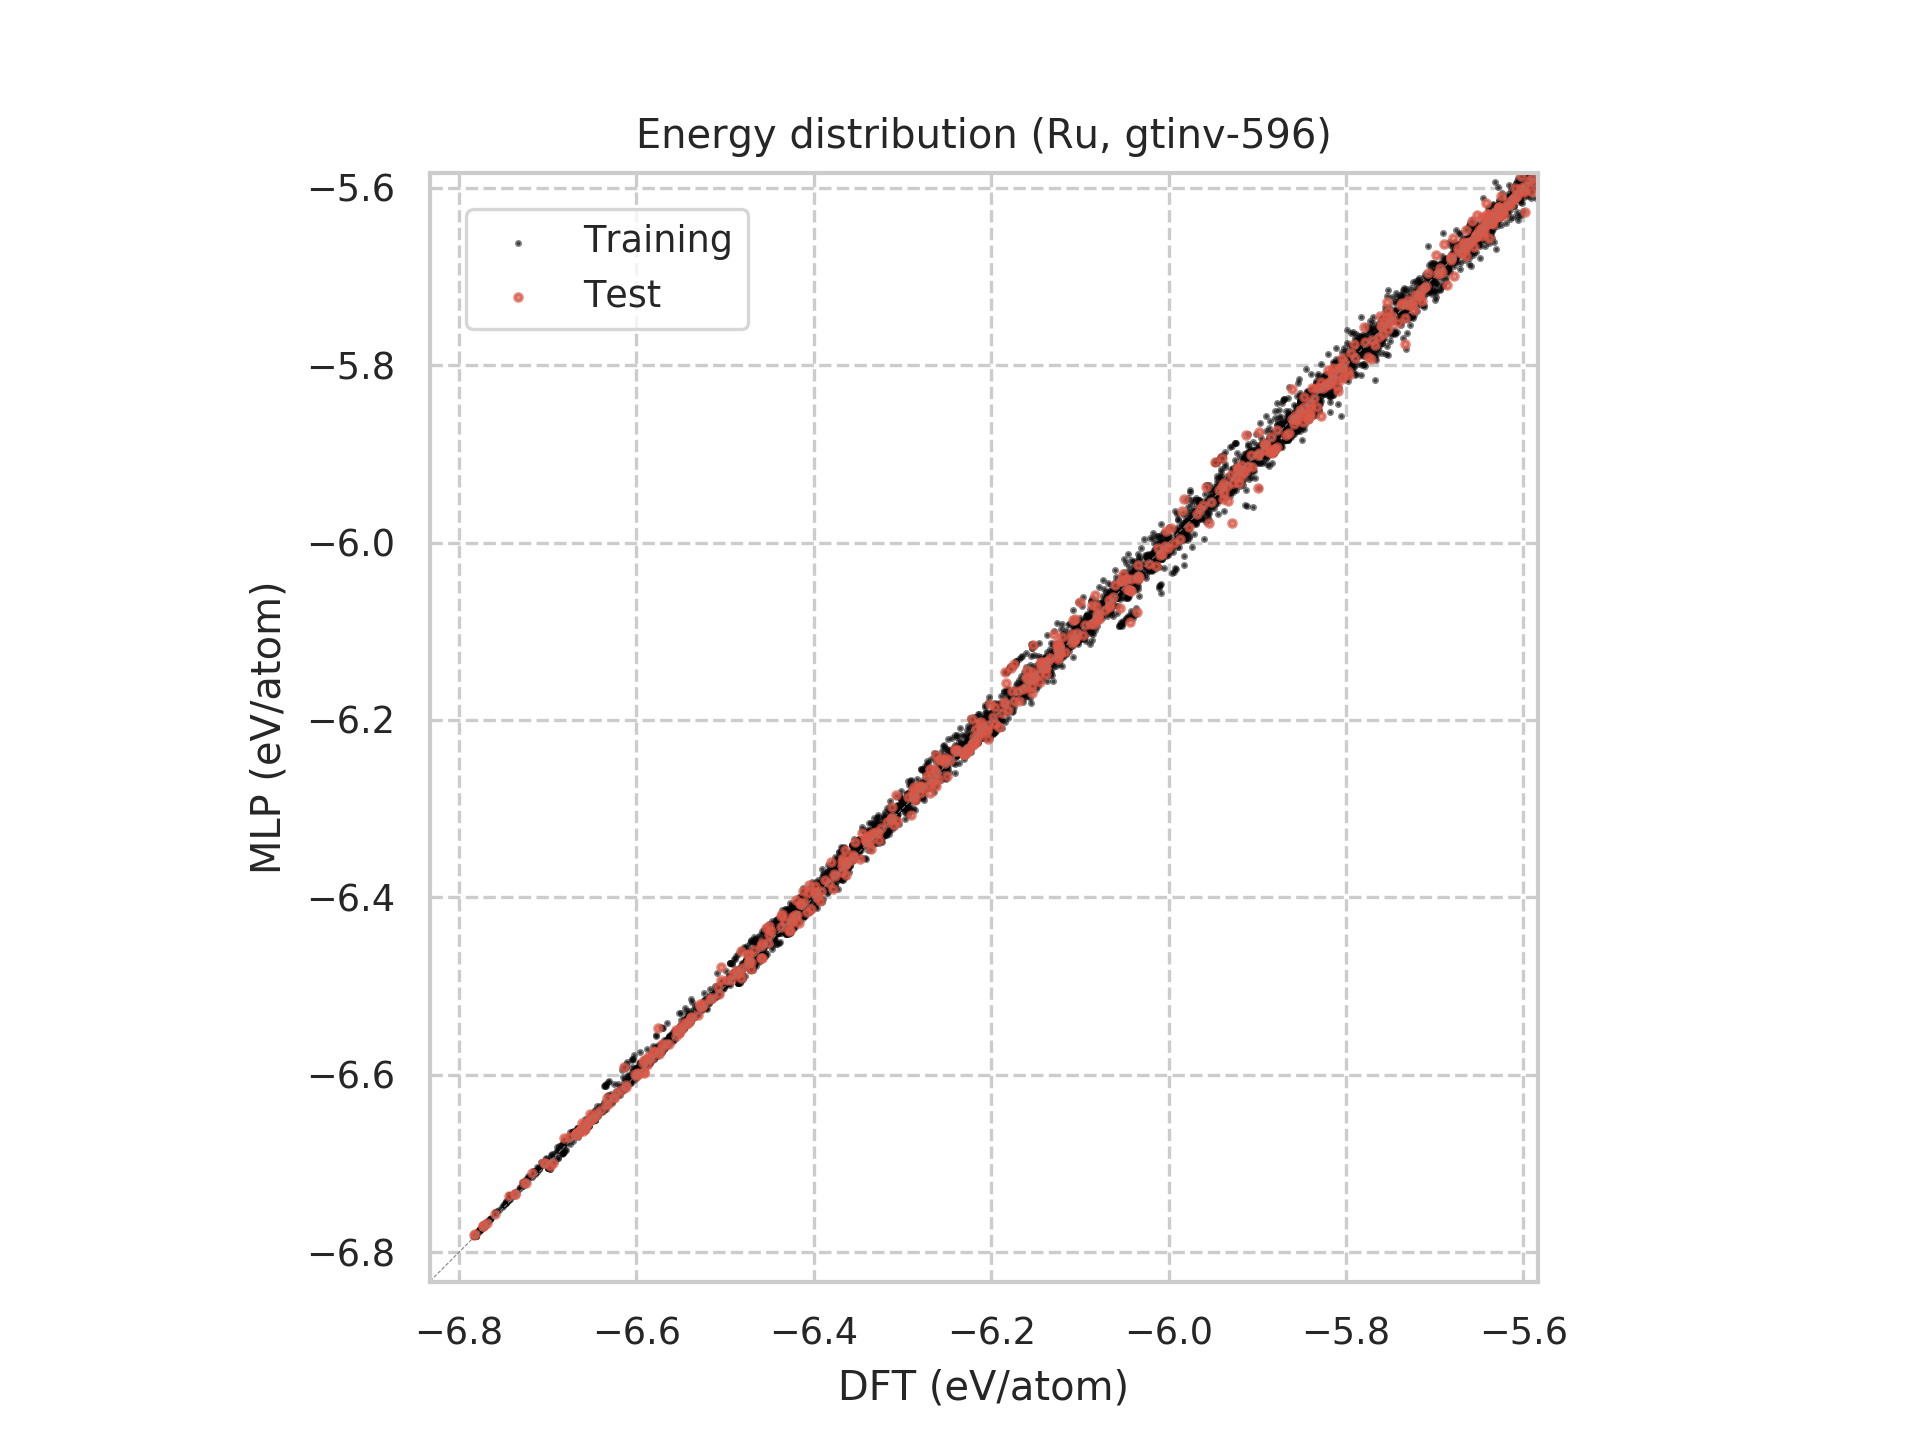 Energy distribution (Ru, gtinv-596)
Training
Test
MLP (eV/atom)
−5.6
−5.8
−6.0
−6.2
−6.4
−6.6
−6.8
−6.8 −6.6 −6.4 −6.2 −6.0 −5.8 −5.6
DFT (eV/atom)